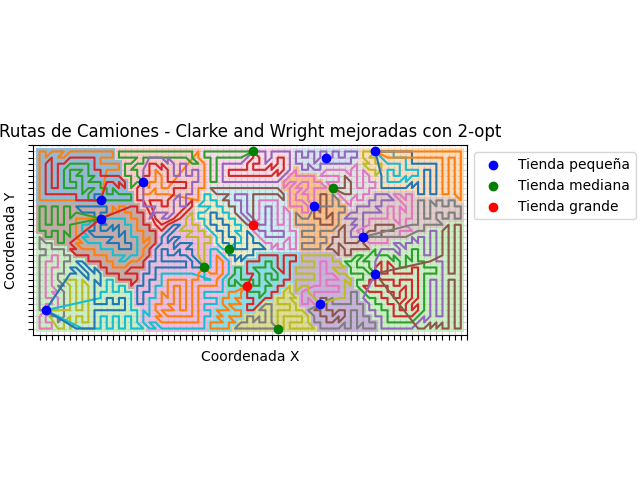 Rutas de Camiones - Clarke and Wright mejoradas con 2-opt
Tienda pequeña
Tienda mediana
Tienda grande
Coordenada Y
Coordenada X